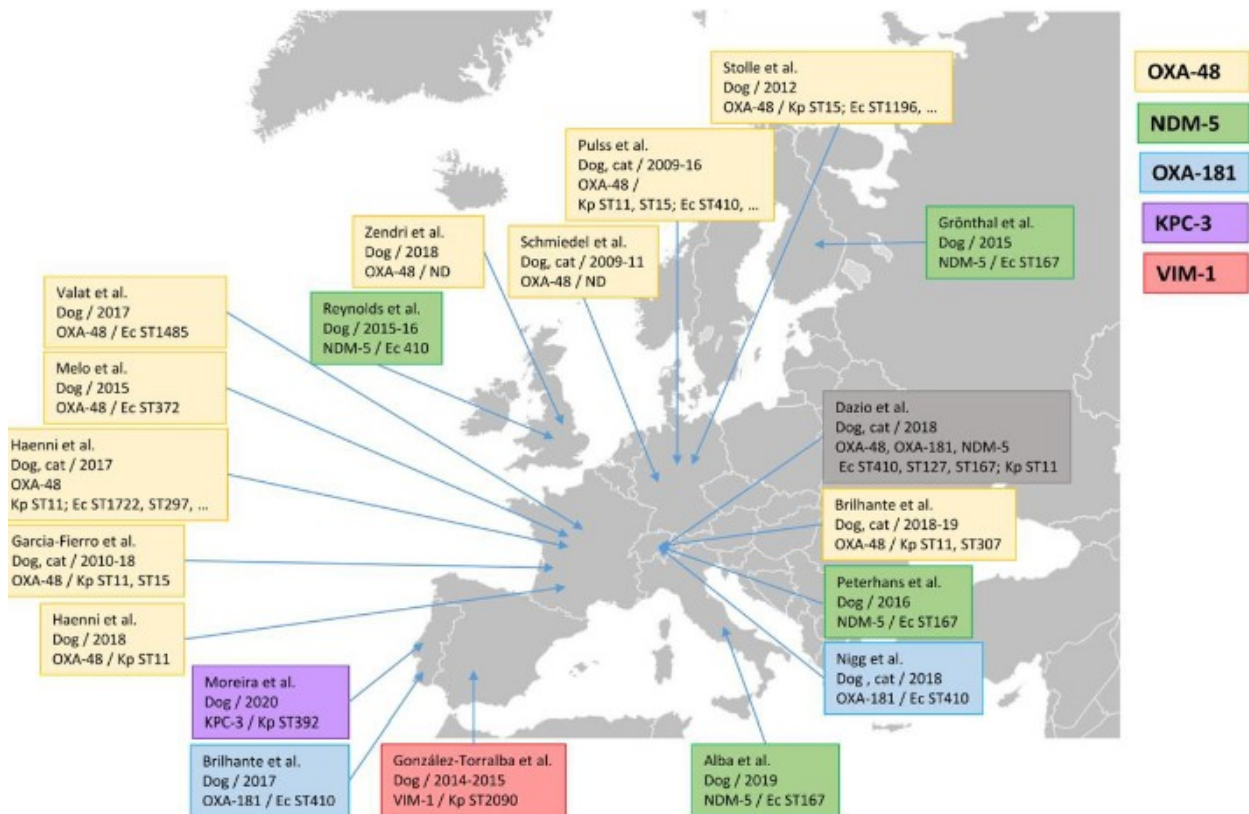 Stolle et al.
Dog / 2012
OXA-48 / Kp ST15; Ec ST1196, ...
OXA-48
NDM-5
OXA-181
KPC-3
VIM-1
Pulss et al.
Dog, cat / 2009-16
OXA-48 /
Kp ST11, ST15; Ec ST410, ...
Grönthal et al.
Dog / 2015
NDM-5 / Ec ST167
Zendri et al.
Dog / 2018
OXA-48 / ND
Schmiedel et al.
Dog, cat / 2009-11
OXA-48 / ND
Valat et al.
Dog / 2017
OXA-48 / Ec ST1485
Reynolds et al.
Dog / 2015-16
NDM-5 / Ec 410
Melo et al.
Dog / 2015
OXA-48 / Ec ST372
Dazio et al.
Dog, cat / 2018
OXA-48, OXA-181, NDM-5
Ec ST410, ST127, ST167; Kp ST11
Haenni et al.
Dog, cat / 2017
OXA-48
Kp ST11; Ec ST1722, ST297, ...
Brilhante et al.
Dog, cat / 2018-19
OXA-48 / Kp ST11, ST307
Garcia-Fierro et al.
Dog, cat / 2010-18
OXA-48 / Kp ST11, ST15
Peterhans et al.
Dog / 2016
NDM-5 / Ec ST167
Haenni et al.
Dog / 2018
OXA-48 / Kp ST11
Nigg et al.
Dog , cat / 2018
OXA-181 / Ec ST410
Moreira et al.
Dog / 2020
KPC-3 / Kp ST392
Brilhante et al.
Dog / 2017
OXA-181 / Ec ST410
González-Torralba et al.
Dog / 2014-2015
VIM-1 / Kp ST2090
Alba et al.
Dog / 2019
NDM-5 / Ec ST167